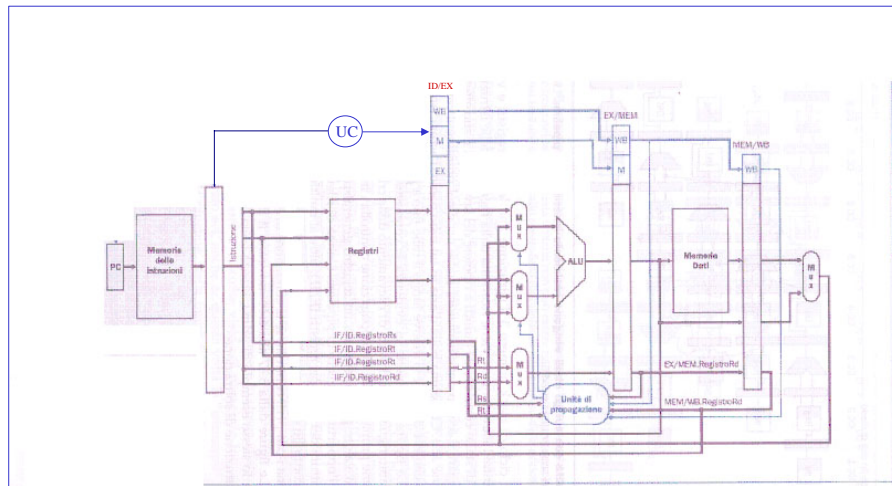 ID/EX
WB
UC
M
EX
EX/MEM
WB
M
MEM/WB
WB
PC
Memoria
delle
istruzioni
Istruzione
Registri
M
u
x
M
u
x
M
u
x
ALU
Memoria
Dati
M
u
x
IF/ID.RegistroRs
IF/ID.RegistroRt
IF/ID.RegistroRt
IF/ID.RegistroRd
Rt
Rd
Rs
Rt
EX/MEM.RegistroRd
Unità di
propagazione
MEM/WB.RegistroRd